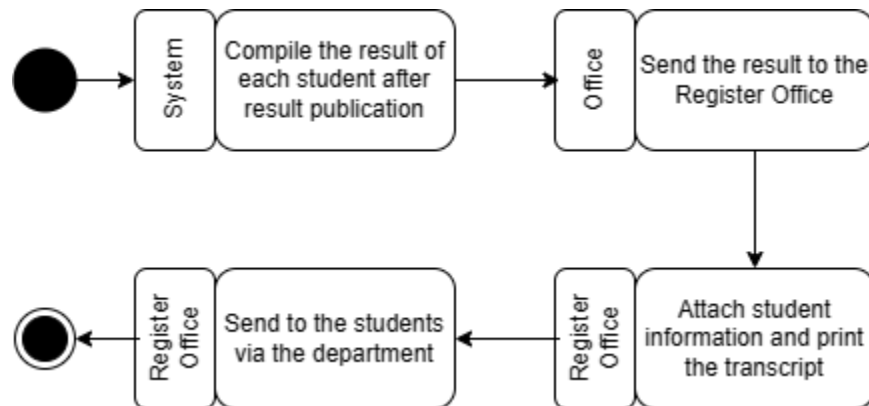 System
Compile the result of
each student after
result publication
Office
Send the result to the
Register Office
Register
Office
Send to the students
via the department
Register
Office
Attach student
information and print
the transcript